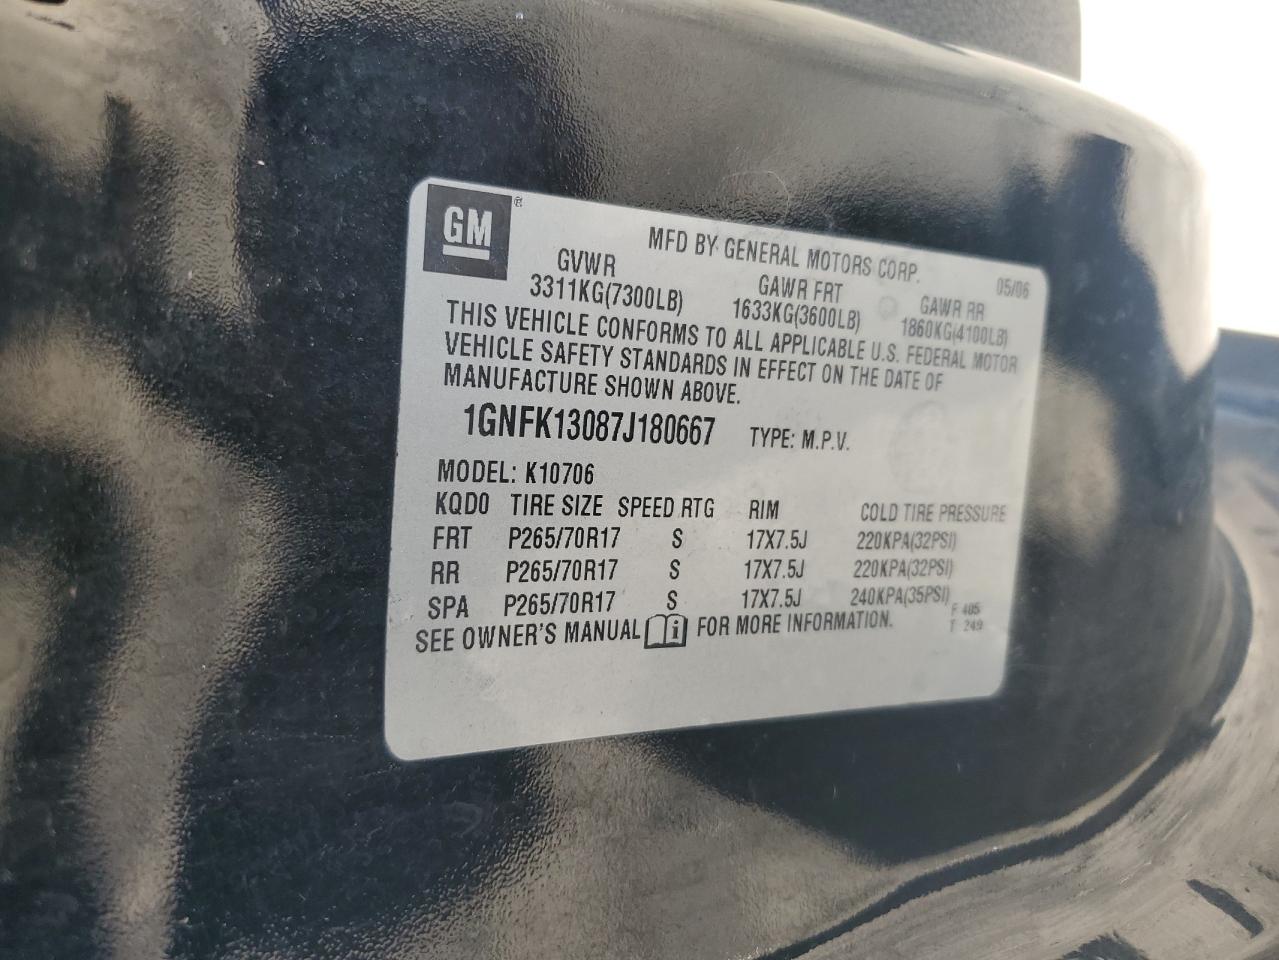 GM ®
MFD BY GENERAL MOTORS CORP. 05/06
GVWR GAWR FRT GAWR RR
3311KG(7300LB) 1633KG(3600LB) 1860KG(4100LB)
THIS VEHICLE CONFORMS TO ALL APPLICABLE U.S. FEDERAL MOTOR
VEHICLE SAFETY STANDARDS IN EFFECT ON THE DATE OF
MANUFACTURE SHOWN ABOVE.
1GNFK13087J180667 TYPE: M.P.V.
MODEL: K10706
KQD0 TIRE SIZE SPEED RTG RIM COLD TIRE PRESSURE
FRT P265/70R17 S 17X7.5J 220KPA(32PSI)
RR P265/70R17 S 17X7.5J 220KPA(32PSI)
SPA P265/70R17 S 17X7.5J 240KPA(35PSI)
SEE OWNER'S MANUAL i FOR MORE INFORMATION.
F 405
T 249